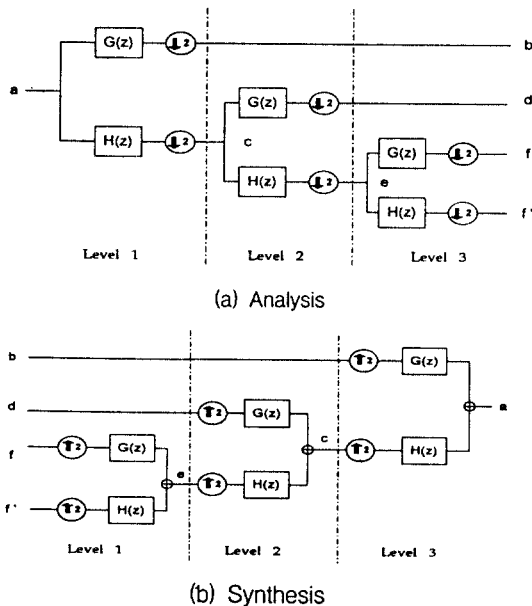 G(z) ⬇2 b
a
G(z) ⬇2 d
H(z) ⬇2 c
G(z) ⬇2 f
H(z) ⬇2 e
H(z) ⬇2 f'
Level 1 Level 2 Level 3
(a) Analysis
b ⬆2 G(z)
a
d ⬆2 G(z)
c
f ⬆2 G(z) ⬆2 H(z)
e
⬆2 H(z)
f' ⬆2 H(z)
Level 1 Level 2 Level 3
(b) Synthesis